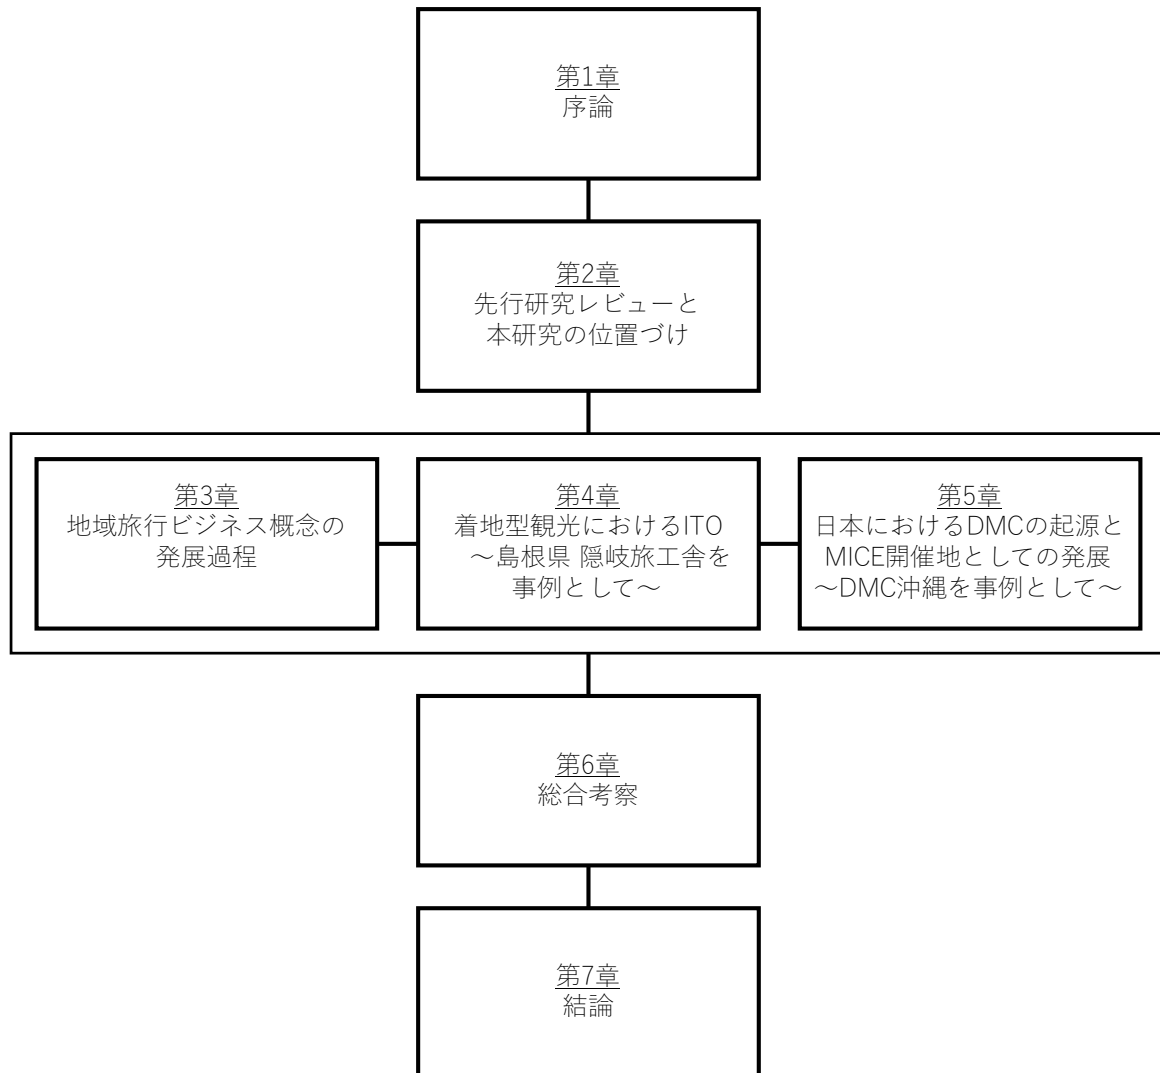 第1章
序論
第2章
先行研究レビューと
本研究の位置づけ
第3章
地域旅行ビジネス概念の
発展過程
第4章
着地型観光におけるITO
~島根県 隠岐旅工舎を
事例として~
第5章
日本におけるDMCの起源と
MICE開催地としての発展
~DMC沖縄を事例として~
第6章
総合考察
第7章
結論